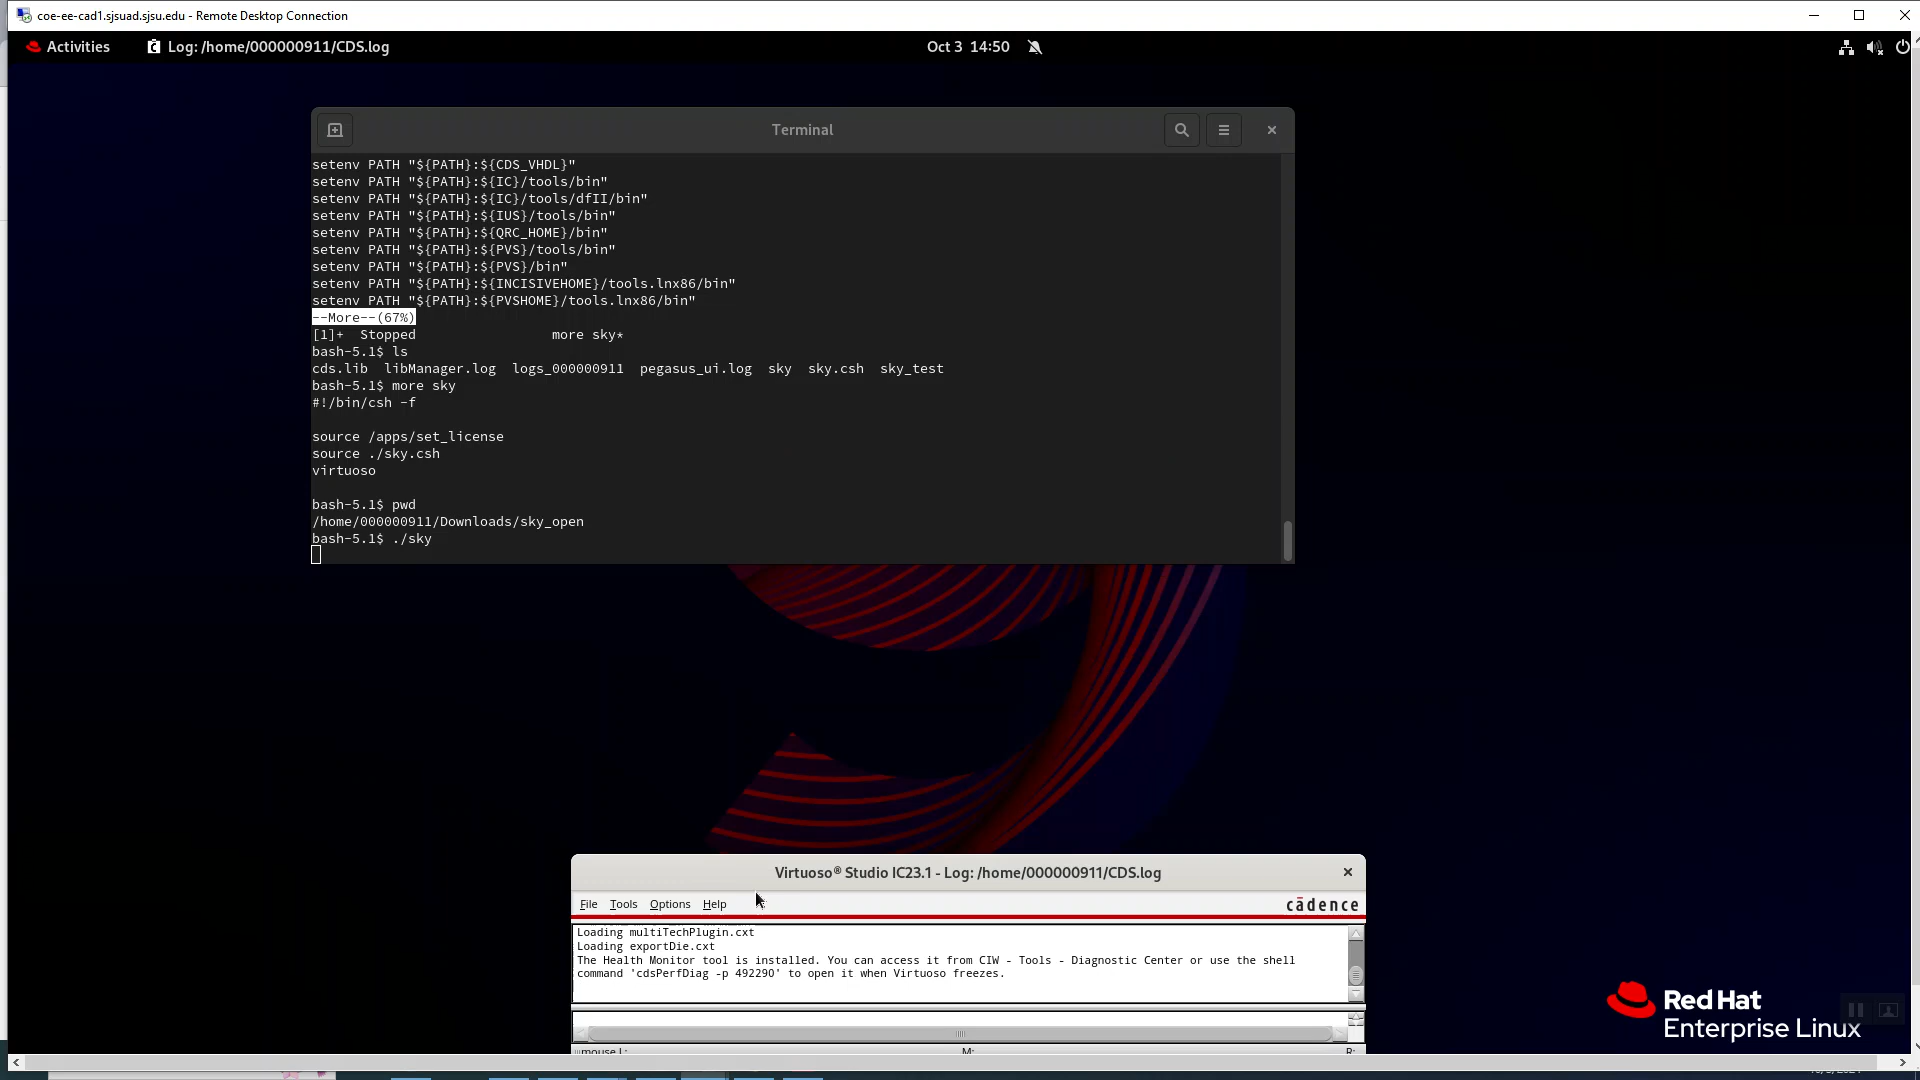 coe-ee-cad1.sjsuad.sjsu.edu - Remote Desktop Connection
Activities
Log: /home/000000911/CDS.log
Oct 3 14:50
Terminal
setenv PATH "${PATH}:${CDS_VHDL}"
setenv PATH "${PATH}:${IC}/tools/bin"
setenv PATH "${PATH}:${IC}/tools/dfII/bin"
setenv PATH "${PATH}:${IUS}/tools/bin"
setenv PATH "${PATH}:${QRC_HOME}/bin"
setenv PATH "${PATH}:${PVS}/tools/bin"
setenv PATH "${PATH}:${PVS}/bin"
setenv PATH "${PATH}:${INCISIVEHOME}/tools.lnx86/bin"
setenv PATH "${PATH}:${PVSHOME}/tools.lnx86/bin"
--More--(67%)
[1]+  Stopped                 more sky*
bash-5.1$ ls
cds.lib  libManager.log  logs_000000911  pegasus_ui.log  sky  sky.csh  sky_test
bash-5.1$ more sky
#!/bin/csh -f
source /apps/set_license
source ./sky.csh
virtuoso
bash-5.1$ pwd
/home/000000911/Downloads/sky_open
bash-5.1$ ./sky
Virtuoso® Studio IC23.1 - Log: /home/000000911/CDS.log
File Tools Options Help
cādence
Loading multiTechPlugin.cxt
Loading exportDie.cxt
The Health Monitor tool is installed. You can access it from CIW - Tools - Diagnostic Center or use the shell
command 'cdsPerfDiag -p 492290' to open it when Virtuoso freezes.
mouse L: M: R:
Red Hat
Enterprise Linux